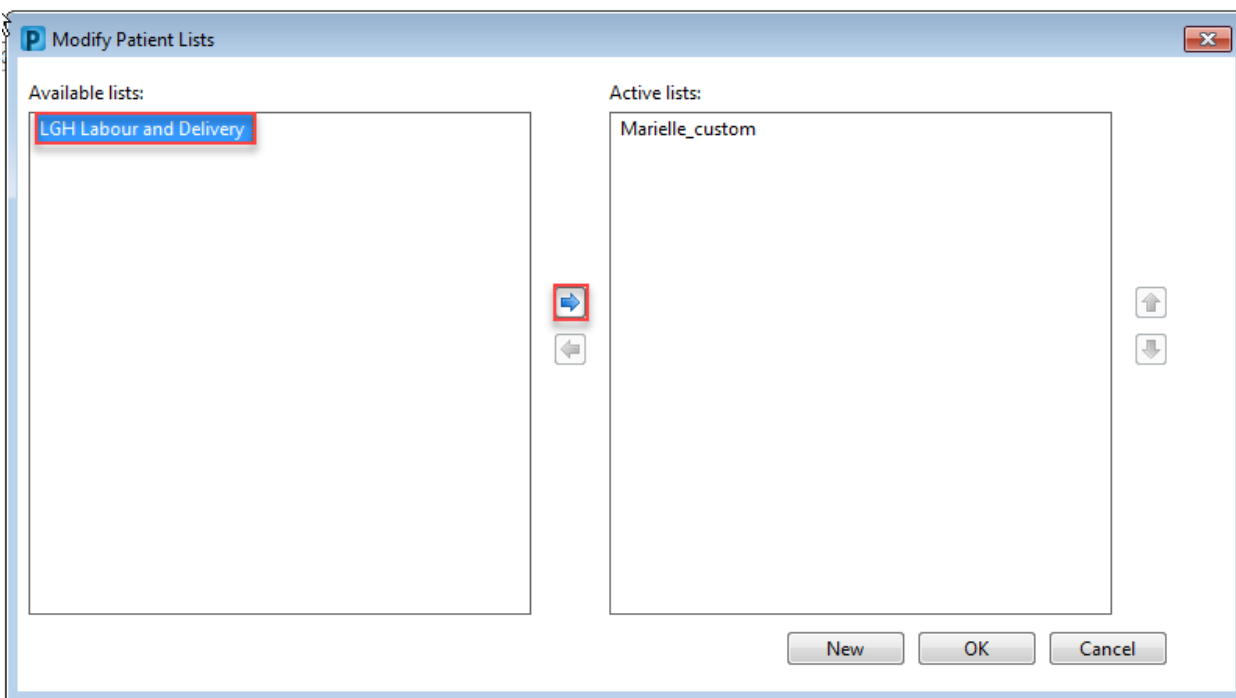 Modify Patient Lists
Available lists:
Active lists:
LGH Labour and Delivery
Marielle_custom
New
OK
Cancel